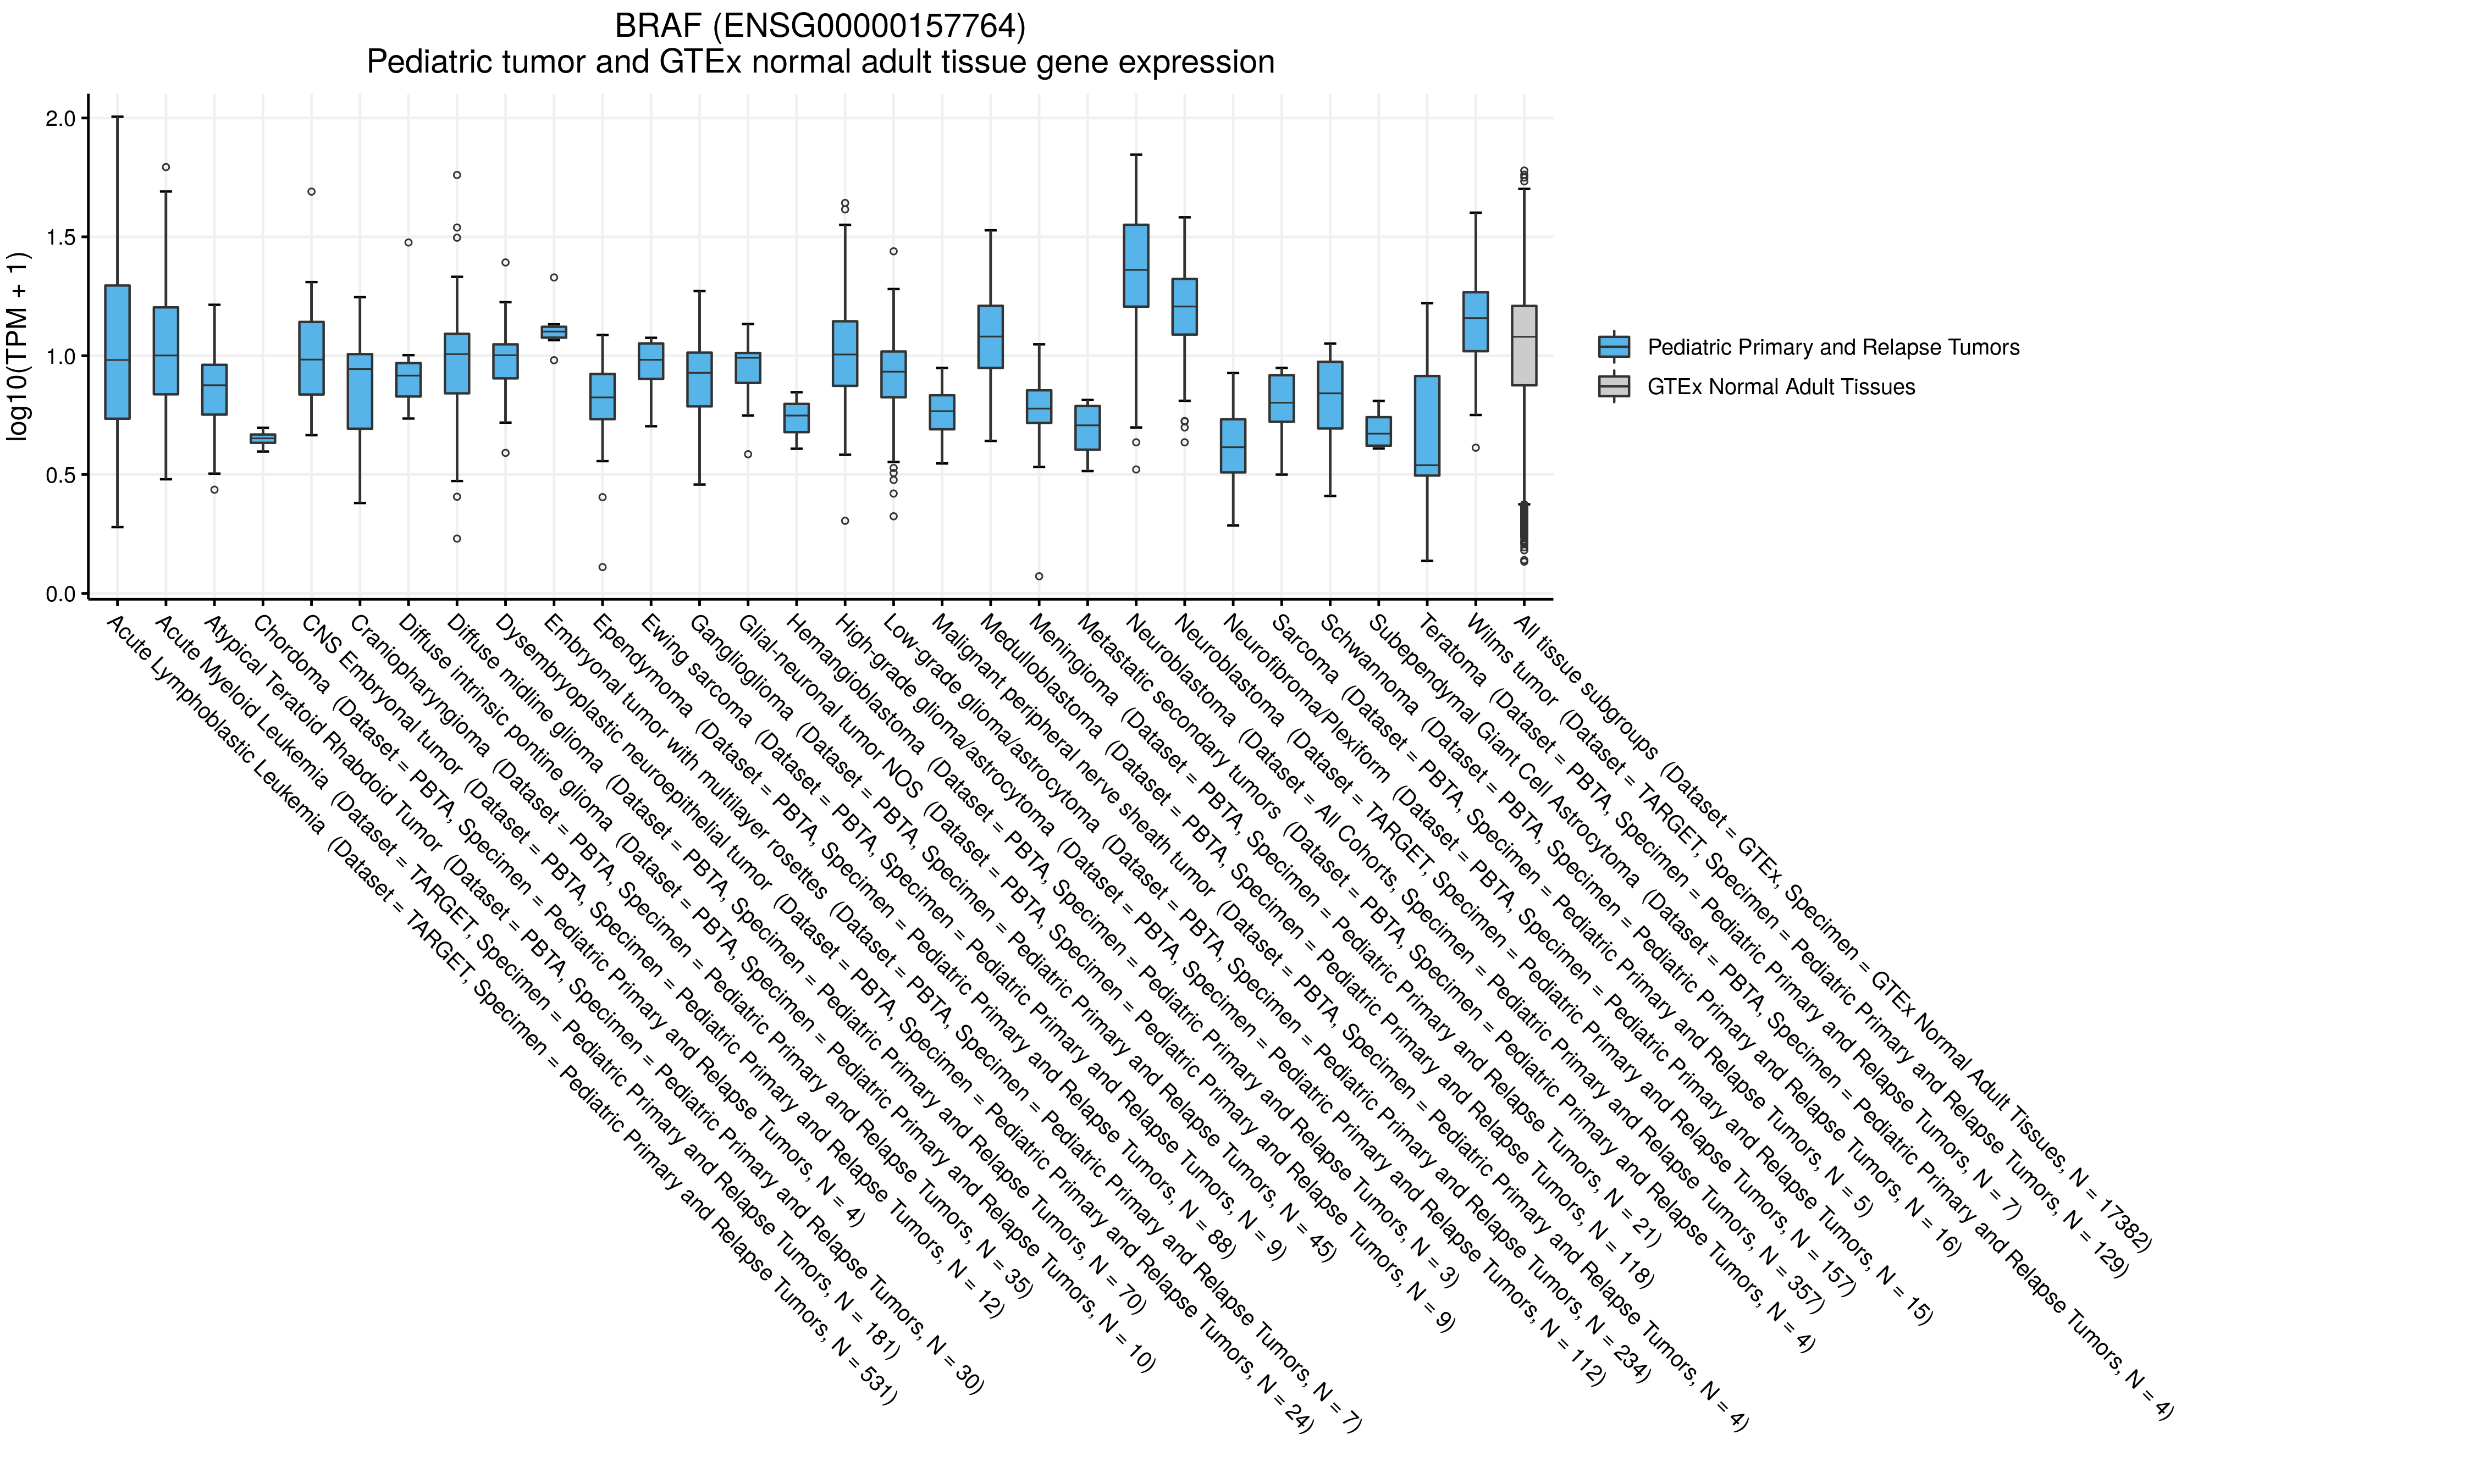 BRAF (ENSG00000157764)
Pediatric tumor and GTEx normal adult tissue gene expression
log10(TPM + 1)
2.0
1.5
1.0
0.5
0.0
Acute Lymphoblastic Leukemia (Dataset = TARGET, Specimen = Pediatric Primary and Relapse Tumors, N = 531)
Acute Myeloid Leukemia (Dataset = TARGET, Specimen = Pediatric Primary and Relapse Tumors, N = 181)
Atypical Teratoid Rhabdoid Tumor (Dataset = PBTA, Specimen = Pediatric Primary and Relapse Tumors, N = 30)
Chordoma (Dataset = PBTA, Specimen = Pediatric Primary and Relapse Tumors, N = 4)
CNS Embryonal tumor (Dataset = PBTA, Specimen = Pediatric Primary and Relapse Tumors, N = 12)
Craniopharyngioma (Dataset = PBTA, Specimen = Pediatric Primary and Relapse Tumors, N = 35)
Diffuse intrinsic pontine glioma (Dataset = PBTA, Specimen = Pediatric Primary and Relapse Tumors, N = 10)
Diffuse midline glioma (Dataset = PBTA, Specimen = Pediatric Primary and Relapse Tumors, N = 70)
Dysembryoplastic neuroepithelial tumor (Dataset = PBTA, Specimen = Pediatric Primary and Relapse Tumors, N = 24)
Embryonal tumor with multilayer rosettes (Dataset = PBTA, Specimen = Pediatric Primary and Relapse Tumors, N = 7)
Ependymoma (Dataset = PBTA, Specimen = Pediatric Primary and Relapse Tumors, N = 88)
Ewing sarcoma (Dataset = PBTA, Specimen = Pediatric Primary and Relapse Tumors, N = 9)
Ganglioglioma (Dataset = PBTA, Specimen = Pediatric Primary and Relapse Tumors, N = 45)
Glial-neuronal tumor NOS (Dataset = PBTA, Specimen = Pediatric Primary and Relapse Tumors, N = 9)
Hemangioblastoma (Dataset = PBTA, Specimen = Pediatric Primary and Relapse Tumors, N = 3)
High-grade glioma/astrocytoma (Dataset = PBTA, Specimen = Pediatric Primary and Relapse Tumors, N = 112)
Low-grade glioma/astrocytoma (Dataset = PBTA, Specimen = Pediatric Primary and Relapse Tumors, N = 234)
Malignant peripheral nerve sheath tumor (Dataset = PBTA, Specimen = Pediatric Primary and Relapse Tumors, N = 4)
Medulloblastoma (Dataset = PBTA, Specimen = Pediatric Primary and Relapse Tumors, N = 118)
Meningioma (Dataset = PBTA, Specimen = Pediatric Primary and Relapse Tumors, N = 21)
Metastatic secondary tumors (Dataset = PBTA, Specimen = Pediatric Primary and Relapse Tumors, N = 4)
Neuroblastoma (Dataset = All Cohorts, Specimen = Pediatric Primary and Relapse Tumors, N = 357)
Neuroblastoma (Dataset = TARGET, Specimen = Pediatric Primary and Relapse Tumors, N = 157)
Neurofibroma/Plexiform (Dataset = PBTA, Specimen = Pediatric Primary and Relapse Tumors, N = 15)
Sarcoma (Dataset = PBTA, Specimen = Pediatric Primary and Relapse Tumors, N = 5)
Schwannoma (Dataset = PBTA, Specimen = Pediatric Primary and Relapse Tumors, N = 16)
Subependymal Giant Cell Astrocytoma (Dataset = PBTA, Specimen = Pediatric Primary and Relapse Tumors, N = 4)
Teratoma (Dataset = PBTA, Specimen = Pediatric Primary and Relapse Tumors, N = 7)
Wilms tumor (Dataset = TARGET, Specimen = Pediatric Primary and Relapse Tumors, N = 129)
All tissue subgroups (Dataset = GTEx, Specimen = GTEx Normal Adult Tissues, N = 17382)
Pediatric Primary and Relapse Tumors
GTEx Normal Adult Tissues